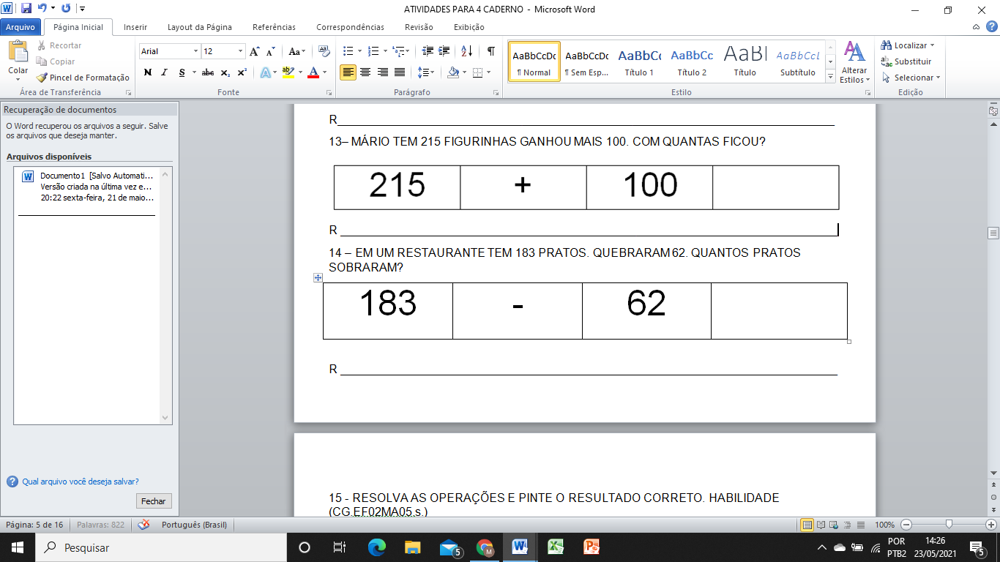 ATIVIDADES PARA 4 CADERNO - Microsoft Word
Arquivo Página Inicial Inserir Layout da Página Referências Correspondências Revisão Exibição
Colar
Recortar
Copiar
Pincel de Formatação
Área de Transferência
Arial 12
N I S abc x₂ x²
Fonte
Parágrafo
AaBbCcDc AaBbCcDc AaBbCc AaBbCc AaBl AaBbCcl
¶ Normal ¶ Sem Esp... Título 1 Título 2 Título Subtítulo
Alterar Estilos
Estilo
Localizar
Substituir
Selecionar
Edição
Recuperação de documentos
O Word recuperou os arquivos a seguir. Salve
os arquivos que deseja manter.
Arquivos disponíveis
Documento1 [Salvo Automati...
Versão criada na última vez e...
20:22 sexta-feira, 21 de maio...
Qual arquivo você deseja salvar?
Fechar
R
13– MÁRIO TEM 215 FIGURINHAS GANHOU MAIS 100. COM QUANTAS FICOU?
215 + 100
R
14 – EM UM RESTAURANTE TEM 183 PRATOS. QUEBRARAM 62. QUANTOS PRATOS
SOBRARAM?
183 - 62
R
15 - RESOLVA AS OPERAÇÕES E PINTE O RESULTADO CORRETO. HABILIDADE
(CG.EF02MA05.s.)
Página: 5 de 16 Palavras: 822 Português (Brasil) 100%
Pesquisar
5
M
POR
PTB2
14:26
23/05/2021
5